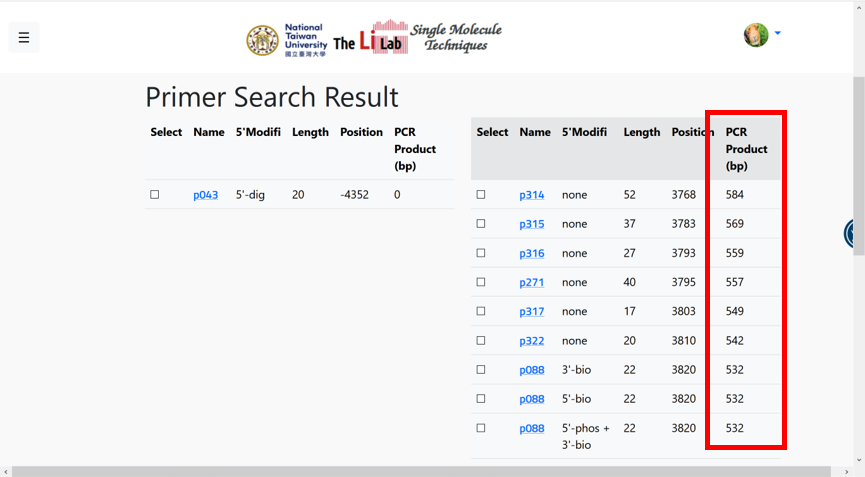 National
Taiwan
University
國立臺灣大學
The Li Lab
Single Molecule
Techniques
Primer Search Result
Select Name 5'Modifi Length Position PCR Product (bp)
p043 5'-dig 20 -4352 0
Select Name 5'Modifi Length Position PCR Product (bp)
p314 none 52 3768 584
p315 none 37 3783 569
p316 none 27 3793 559
p271 none 40 3795 557
p317 none 17 3803 549
p322 none 20 3810 542
p088 3'-bio 22 3820 532
p088 5'-bio 22 3820 532
p088 5'-phos + 3'-bio 22 3820 532